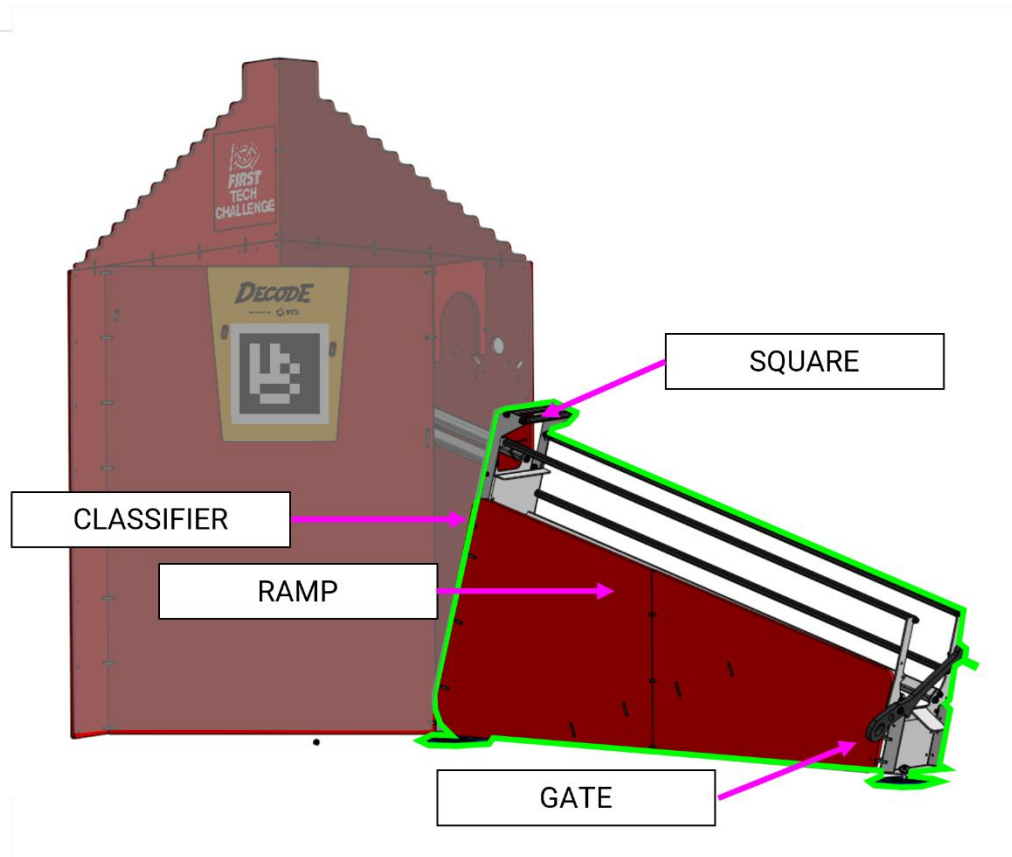 FIRST
TECH
CHALLENGE
DECODE
SQUARE
CLASSIFIER
RAMP
GATE